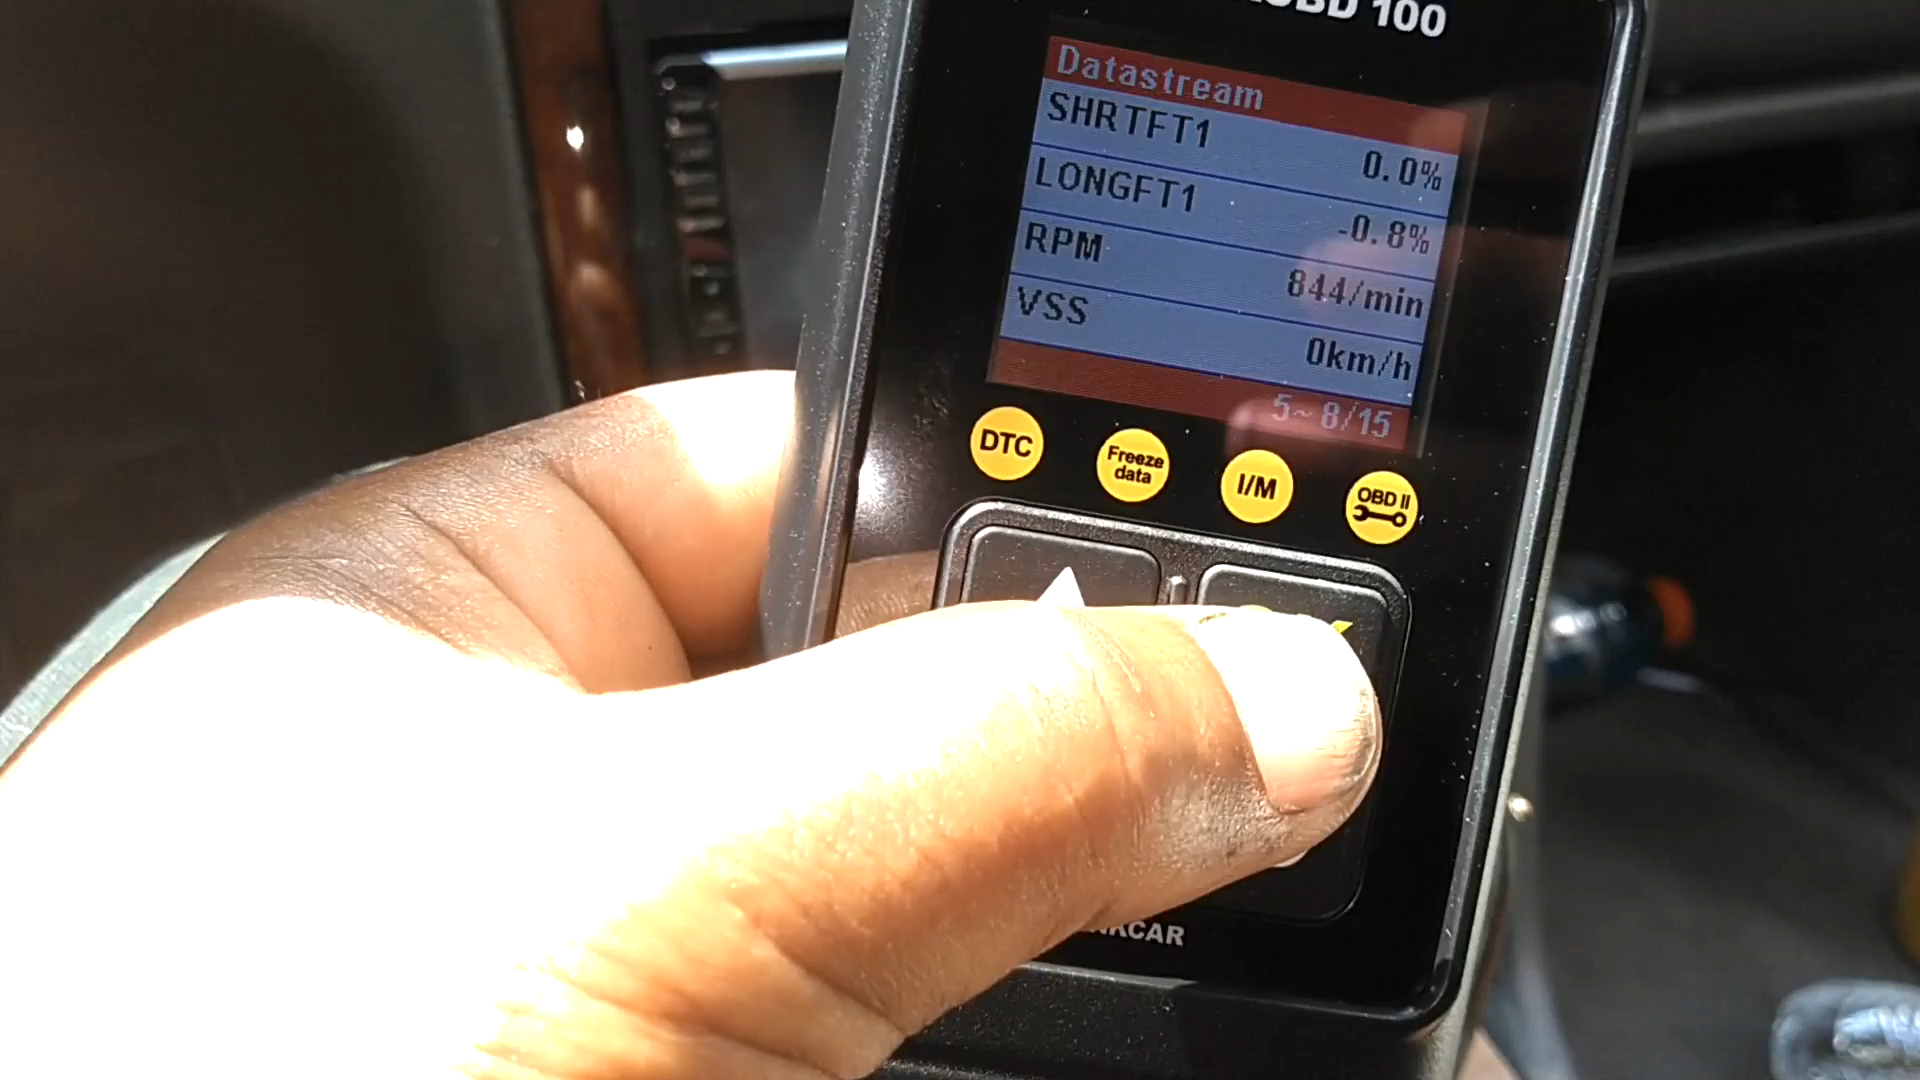 OBD 100
Datastream
SHRTFT1
0.0%
LONGFT1
-0.8%
RPM
844/min
VSS
0km/h
5~ 8/15
DTC
Freeze
data
I/M
OBD II
CAR